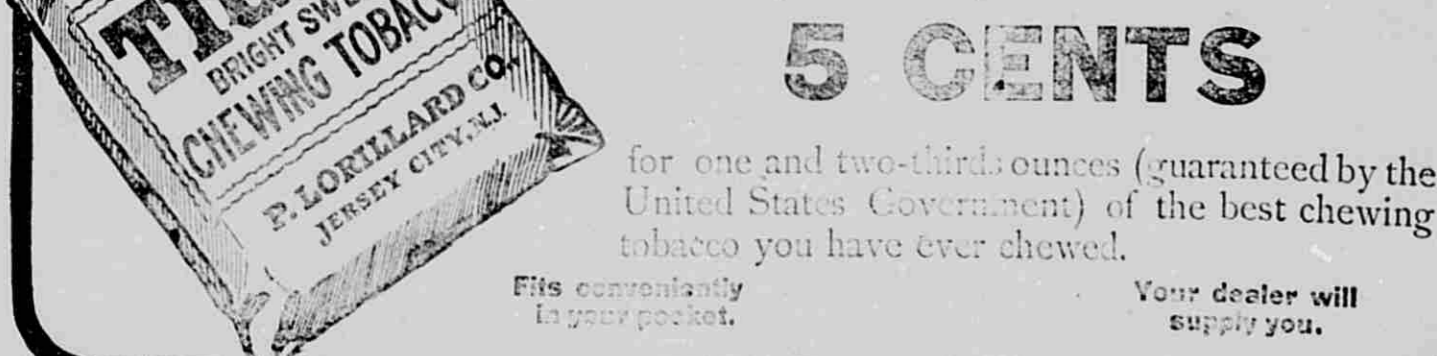 BRIGHT
CHEWING TOBACCO
P. LORILLARD CO.,
JERSEY CITY, N.J.
5 CENTS
for one and two-thirds ounces (guaranteed by the
United States Government) of the best chewing
tobacco you have ever chewed.
Fits conveniently
in your pocket.
Your dealer will
supply you.